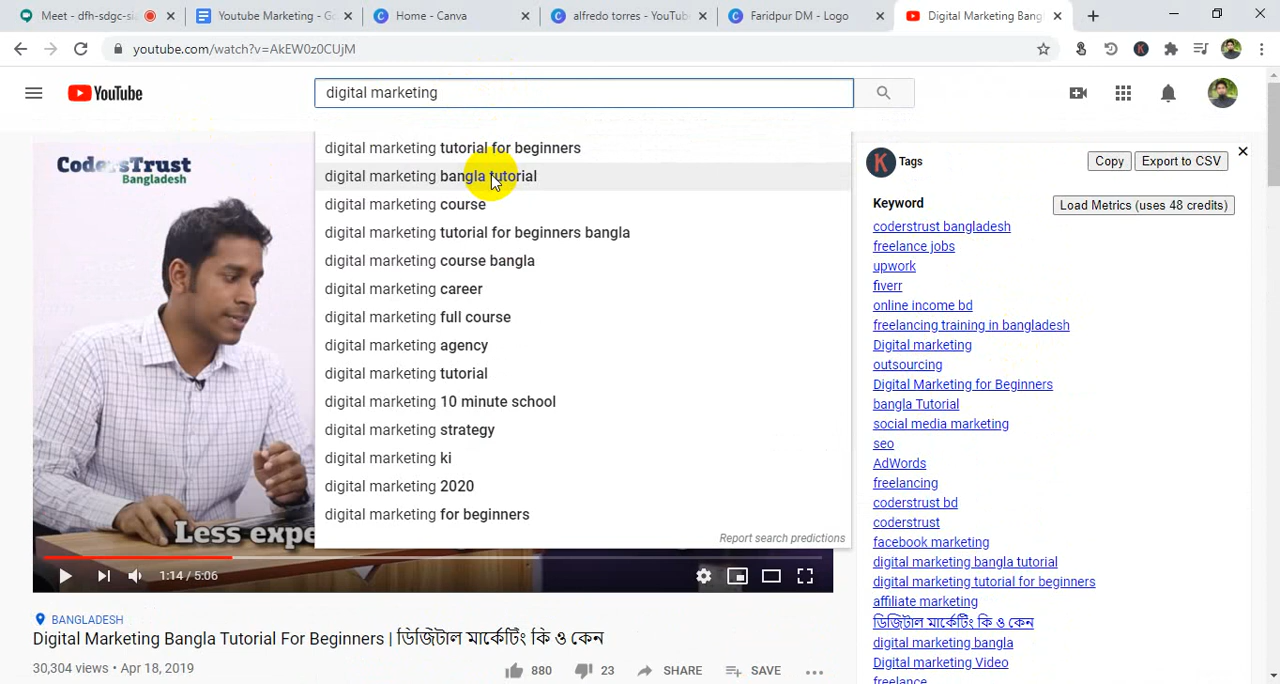 Meet - dfh-sdgc-si
Youtube Marketing - G
Home - Canva
alfredo torres - YouTub
Faridpur DM - Logo
Digital Marketing Bang
youtube.com/watch?v=AkEW0z0CUjM
YouTube
digital marketing
digital marketing tutorial for beginners
digital marketing bangla tutorial
digital marketing course
digital marketing tutorial for beginners bangla
digital marketing course bangla
digital marketing career
digital marketing full course
digital marketing agency
digital marketing tutorial
digital marketing 10 minute school
digital marketing strategy
digital marketing ki
digital marketing 2020
digital marketing for beginners
Report search predictions
CodersTrust
Bangladesh
Less expe
1:14 / 5:06
BANGLADESH
Digital Marketing Bangla Tutorial For Beginners | ডিজিটাল মার্কেটিং কি ও কেন
30,304 views • Apr 18, 2019
880
23
SHARE
SAVE
K Tags
Copy
Export to CSV
Keyword
Load Metrics (uses 48 credits)
coderstrust bangladesh
freelance jobs
upwork
fiverr
online income bd
freelancing training in bangladesh
Digital marketing
outsourcing
Digital Marketing for Beginners
bangla Tutorial
social media marketing
seo
AdWords
freelancing
coderstrust bd
coderstrust
facebook marketing
digital marketing bangla tutorial
digital marketing tutorial for beginners
affiliate marketing
ডিজিটাল মার্কেটিং কি ও কেন
digital marketing bangla
Digital marketing Video
freelance